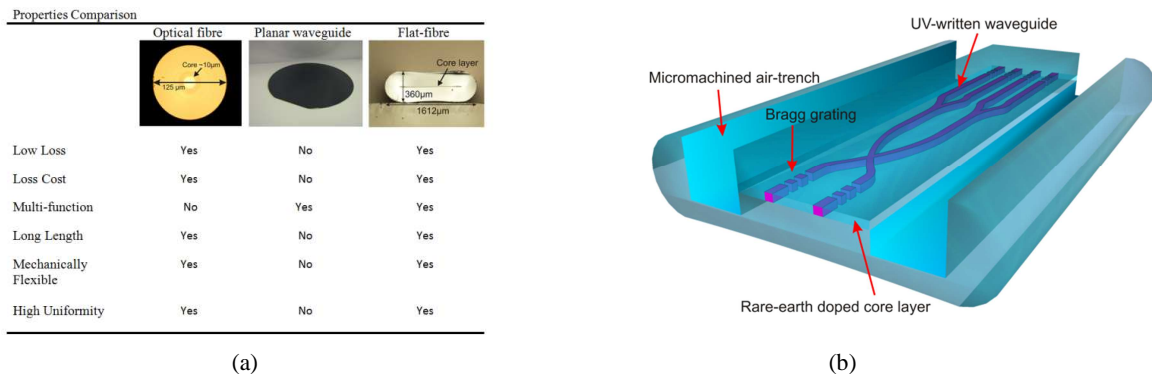 Properties Comparison
Optical fibre Planar waveguide Flat-fibre
Core ~10µm
125 µm
Core layer
360µm
1612µm
Low Loss Yes No Yes
Loss Cost Yes No Yes
Multi-function No Yes Yes
Long Length Yes No Yes
Mechanically Yes No Yes
Flexible
High Uniformity Yes No Yes
(a)
UV-written waveguide
Micromachined air-trench
Bragg grating
Rare-earth doped core layer
(b)